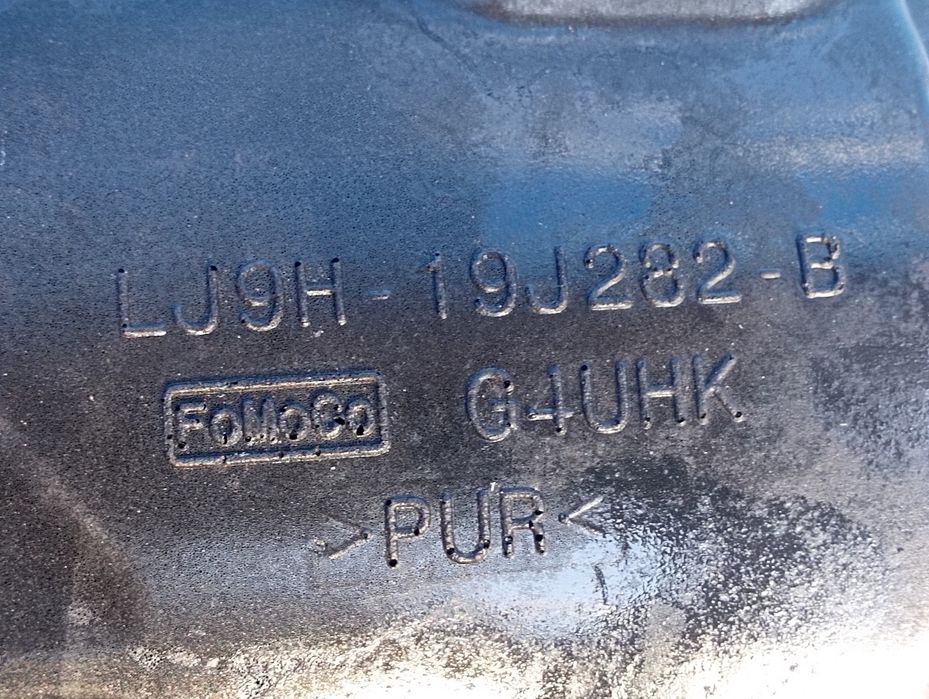 LJ9H-19J282-B
FoMoCo G4UHK
>PUR<